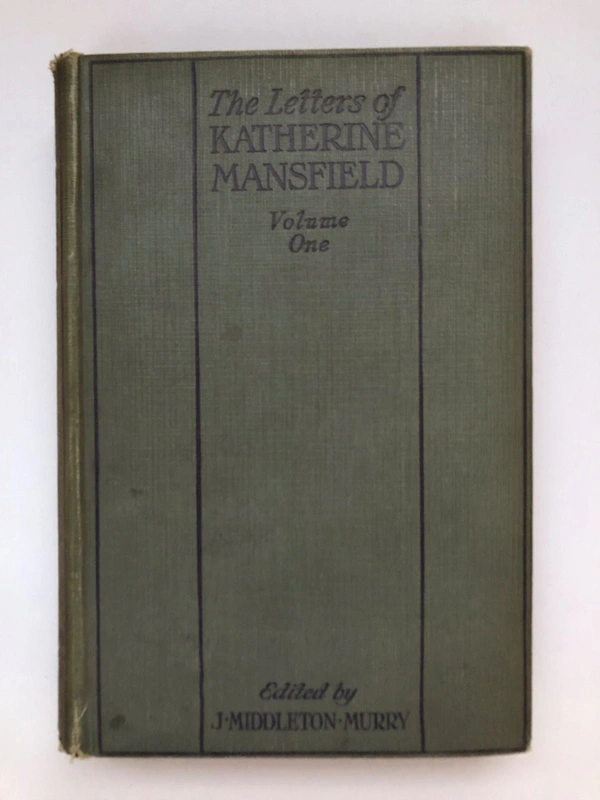 The Letters of
KATHERINE
MANSFIELD
Volume
One
Edited by
J·MIDDLETON·MURRY